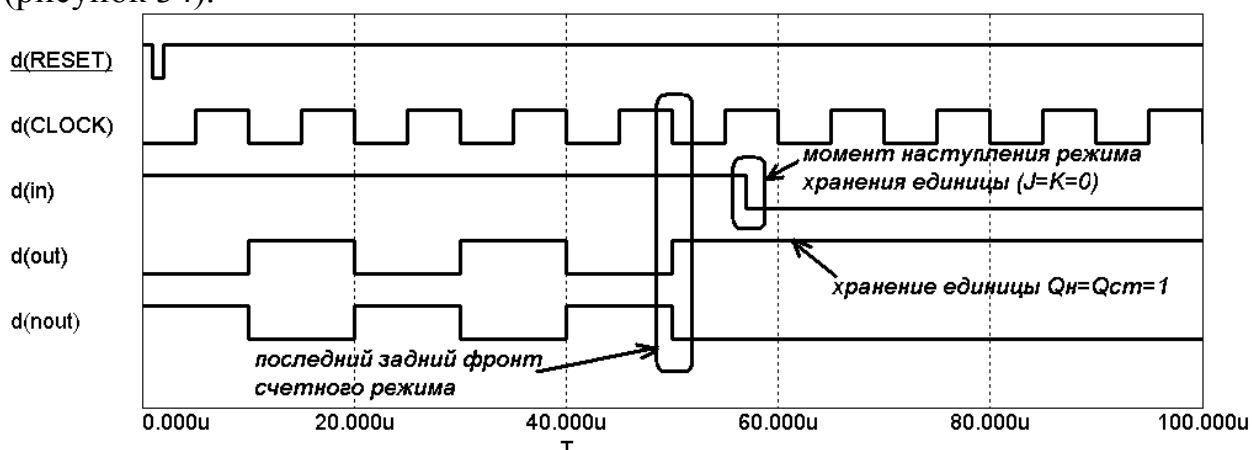 (рисунок 34).
d(RESET)
d(CLOCK)
момент наступления режима
хранения единицы (J=K=0)
d(in)
d(out)
хранение единицы Qн=Qст=1
d(nout)
последний задний фронт
счетного режима
0.000u 20.000u 40.000u 60.000u 80.000u 100.000u
T